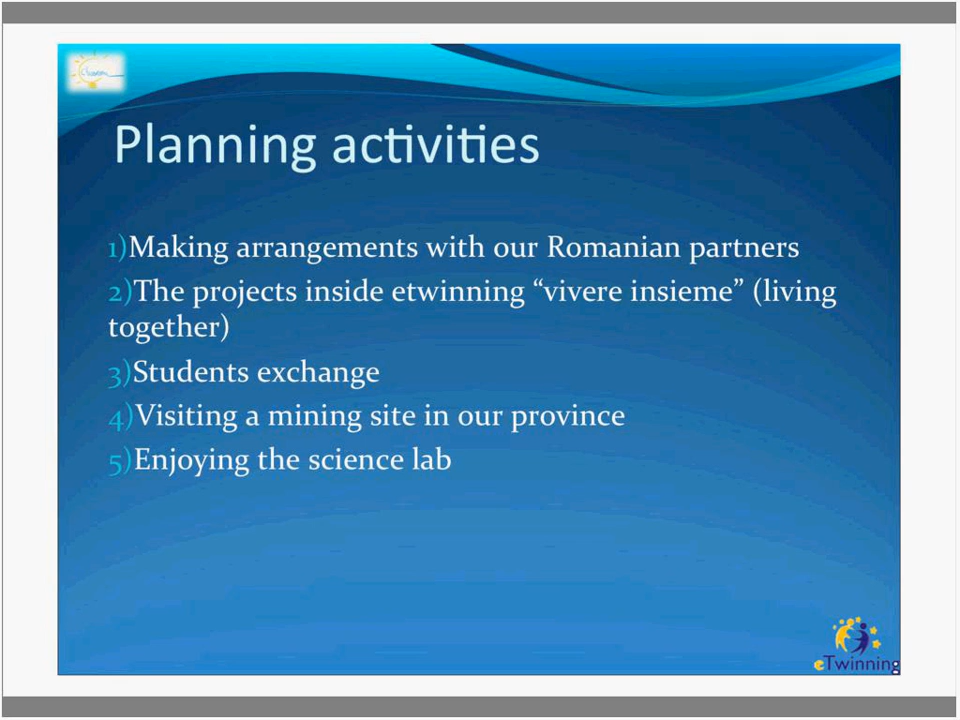 Planning activities
1)Making arrangements with our Romanian partners
2)The projects inside etwinning “vivere insieme” (living
together)
3)Students exchange
4)Visiting a mining site in our province
5)Enjoying the science lab
eTwinning